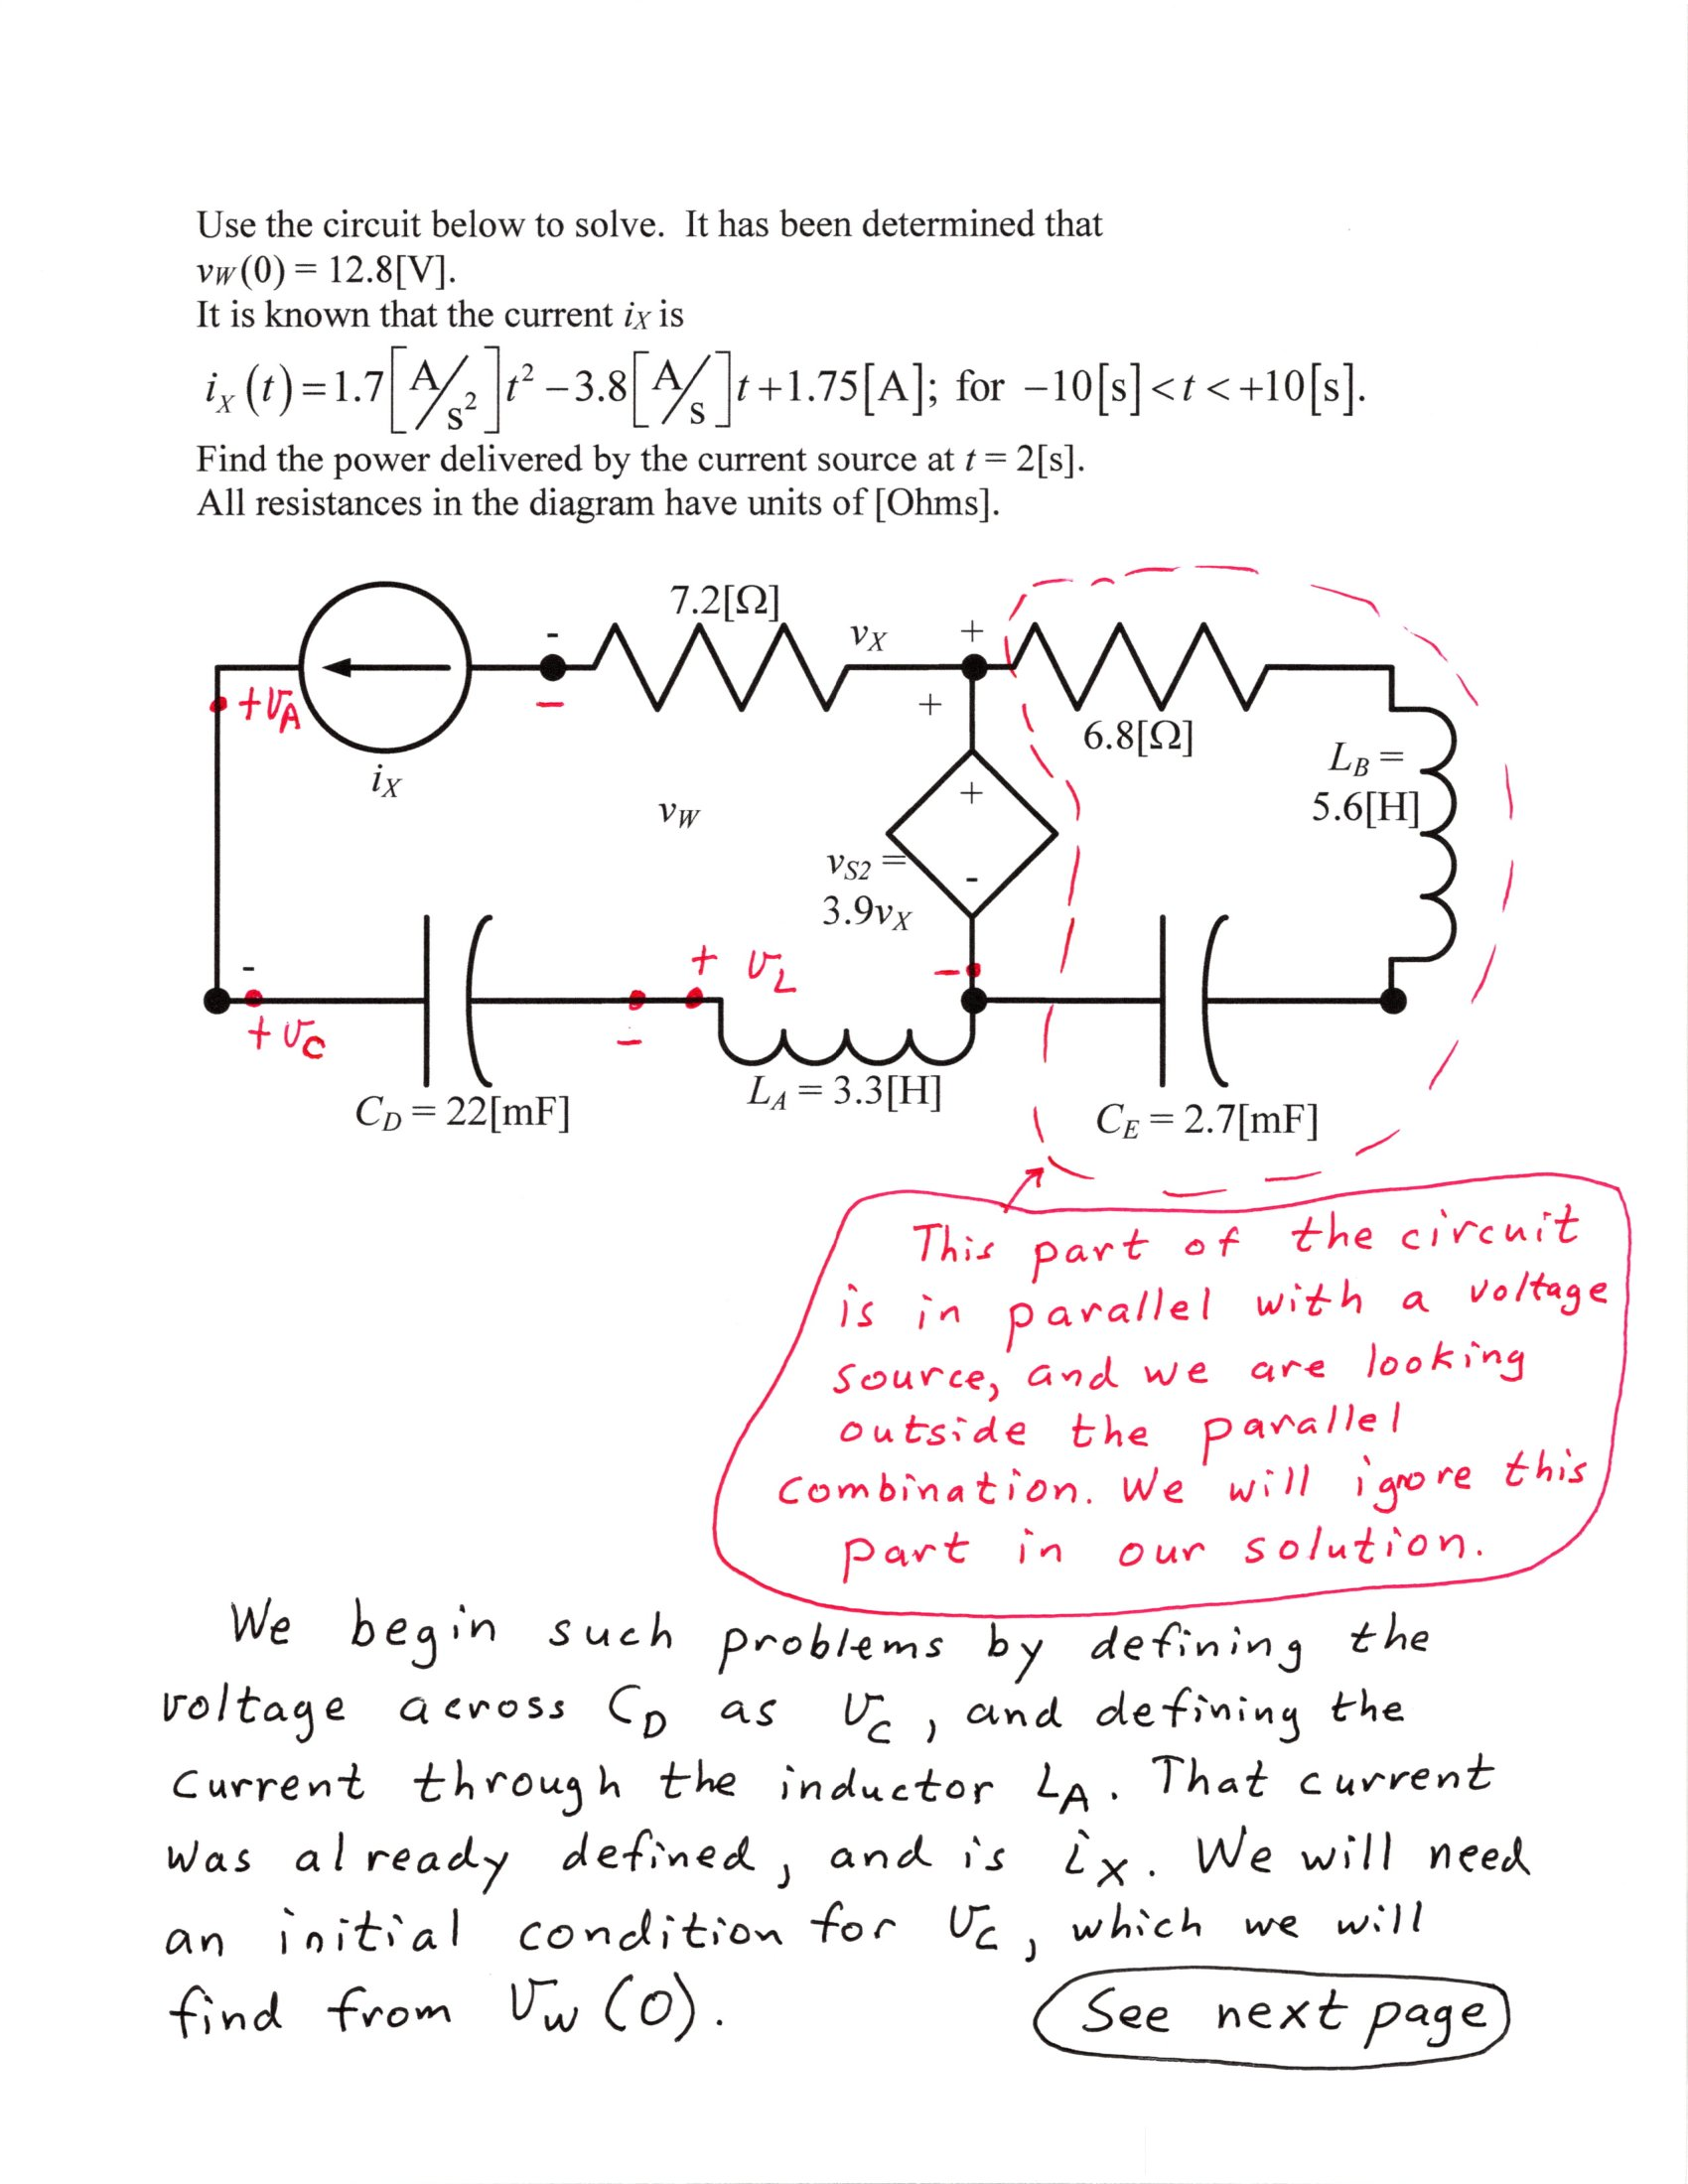 Use the circuit below to solve. It has been determined that
vW(0) = 12.8[V].
It is known that the current iX is
iX(t) = 1.7[A/s²]t² − 3.8[A/s]t + 1.75[A]; for −10[s] < t < +10[s].
Find the power delivered by the current source at t = 2[s].
All resistances in the diagram have units of [Ohms].
7.2[Ω]
- vX +
+
−
+vA
iX
6.8[Ω]
LB =
5.6[H]
vW
+
-
vS2 =
3.9vX
-
+ vL −
+ vC −
LA = 3.3[H]
CD = 22[mF]
CE = 2.7[mF]
This part of the circuit
is in parallel with a voltage
source, and we are looking
outside the parallel
combination. We will ignore this
part in our solution.
We begin such problems by defining the
voltage across CD as vC, and defining the
current through the inductor LA. That current
was already defined, and is iX. We will need
an initial condition for vC, which we will
find from vW(0).
See next page